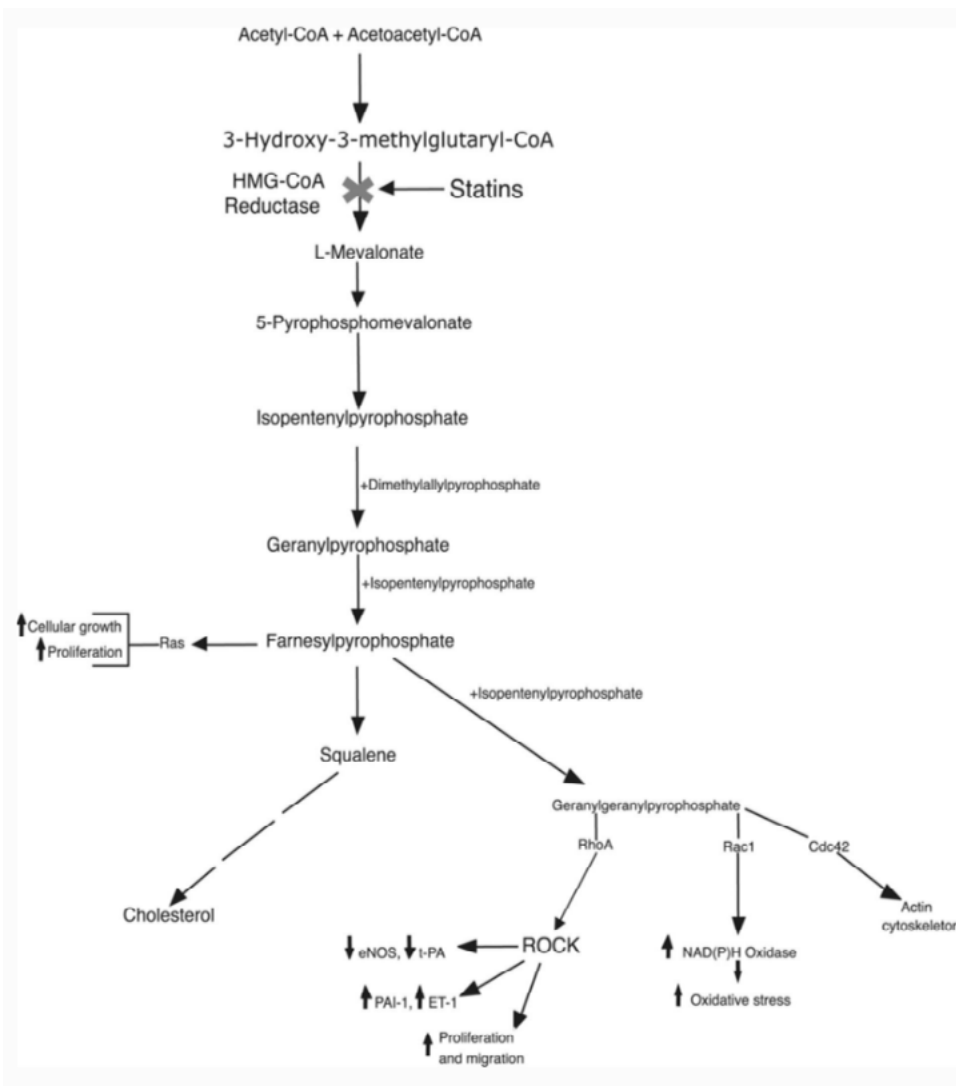 Acetyl-CoA + Acetoacetyl-CoA
3-Hydroxy-3-methylglutaryl-CoA
HMG-CoA
Reductase
Statins
L-Mevalonate
5-Pyrophosphomevalonate
Isopentenylpyrophosphate
+Dimethylallylpyrophosphate
Geranylpyrophosphate
+Isopentenylpyrophosphate
Cellular growth
Proliferation
Ras
Farnesylpyrophosphate
+Isopentenylpyrophosphate
Squalene
Geranylgeranylpyrophosphate
RhoA
Rac1
Cdc42
Cholesterol
Actin
cytoskeleton
ROCK
eNOS, t-PA
NAD(P)H Oxidase
PAI-1, ET-1
Oxidative stress
Proliferation
and migration